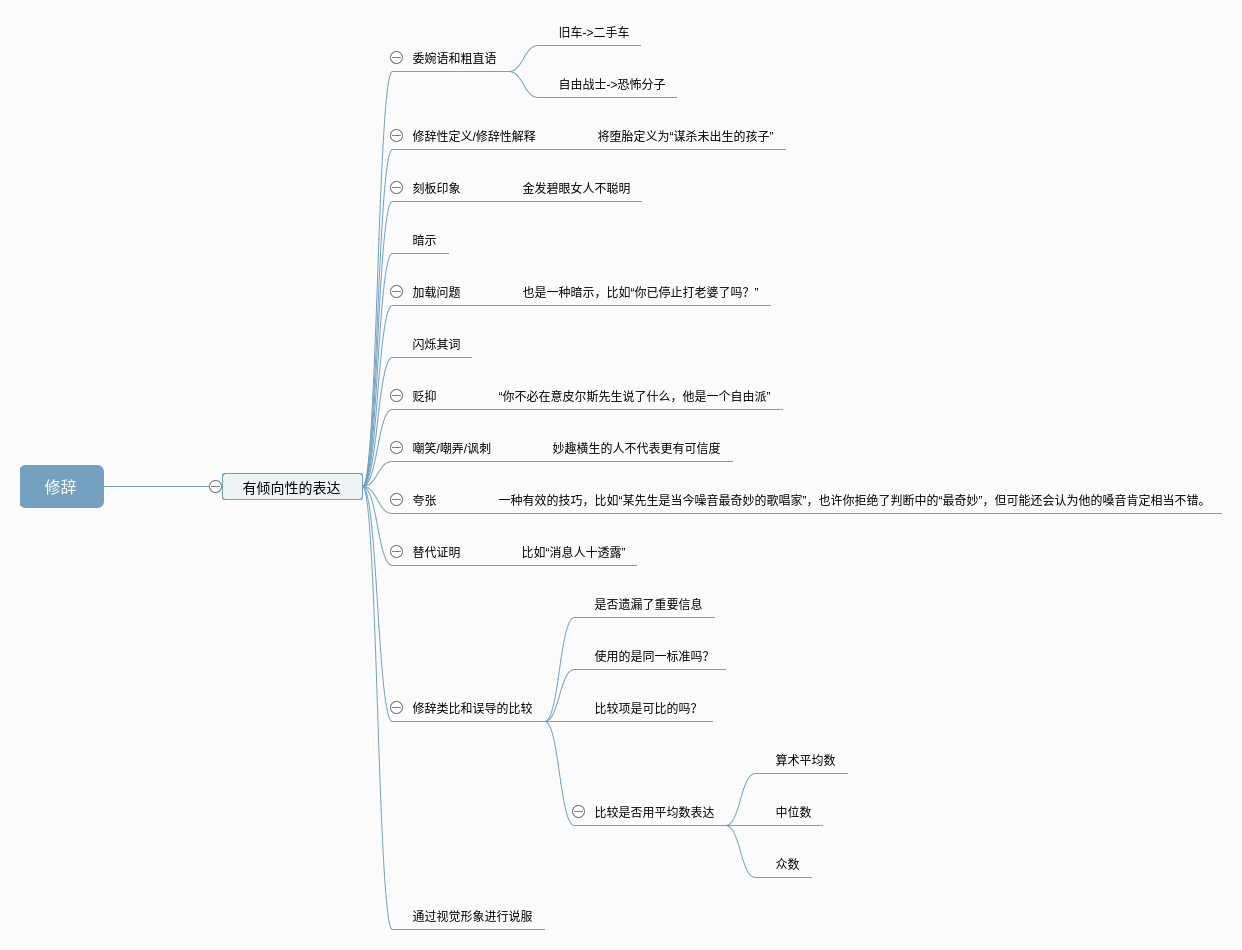 旧车->二手车
委婉语和粗直语
自由战士->恐怖分子
修辞性定义/修辞性解释
将堕胎定义为“谋杀未出生的孩子”
刻板印象
金发碧眼女人不聪明
暗示
加载问题
也是一种暗示，比如“你已停止打老婆了吗？”
闪烁其词
贬抑
“你不必在意皮尔斯先生说了什么，他是一个自由派”
嘲笑/嘲弄/讽刺
妙趣横生的人不代表更有可信度
修辞
有倾向性的表达
夸张
一种有效的技巧，比如“某先生是当今噪音最奇妙的歌唱家”，也许你拒绝了判断中的“最奇妙”，但可能还会认为他的嗓音肯定相当不错。
替代证明
比如“消息人十透露”
是否遗漏了重要信息
使用的是同一标准吗？
修辞类比和误导的比较
比较项是可比的吗？
算术平均数
比较是否用平均数表达
中位数
众数
通过视觉形象进行说服